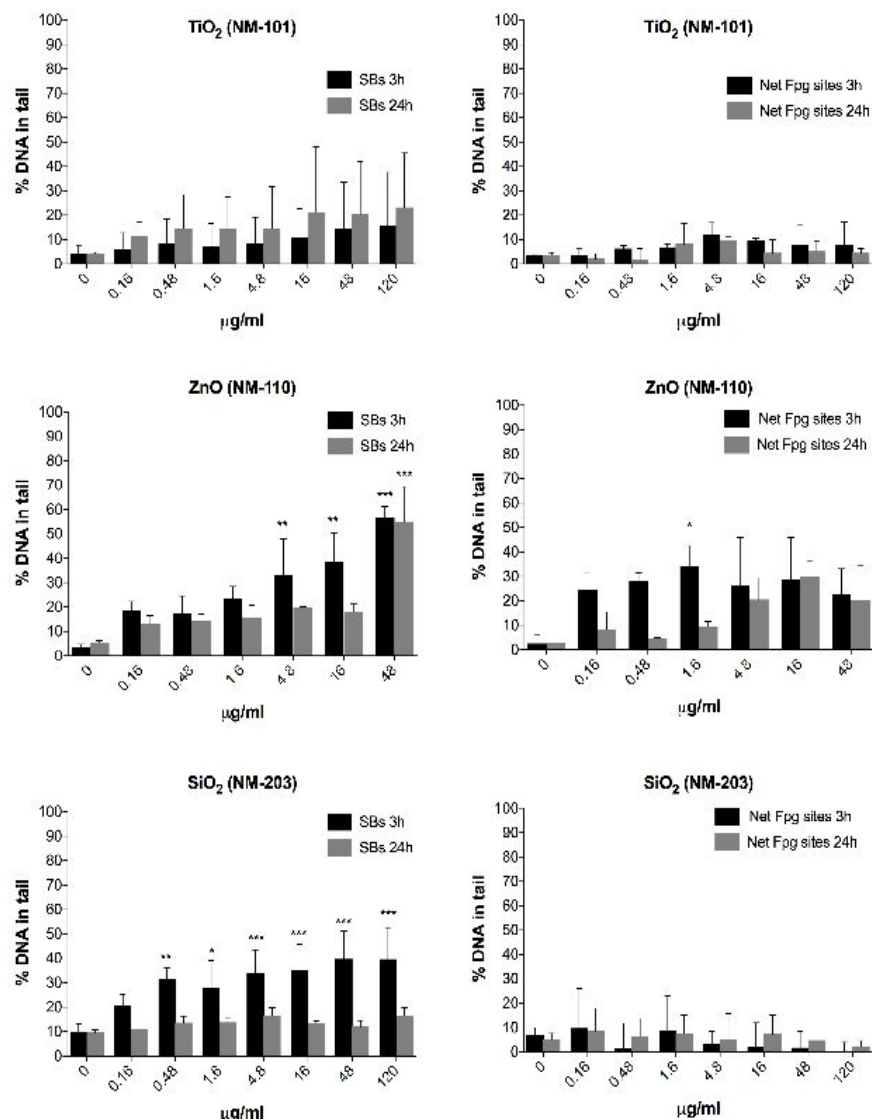 TiO2 (NM-101)
100
90
80
70
60
50
40
30
20
10
0
% DNA in tail
SBs 3h
SBs 24h
0 0.16 0.48 1.6 4.8 16 48 120
µg/ml
TiO2 (NM-101)
100
90
80
70
60
50
40
30
20
10
0
% DNA in tail
Net Fpg sites 3h
Net Fpg sites 24h
0 0.16 0.48 1.6 4.8 16 48 120
µg/ml
ZnO (NM-110)
100
90
80
70
60
50
40
30
20
10
0
% DNA in tail
SBs 3h
SBs 24h
** ** *** ***
0 0.16 0.48 1.6 4.8 16 48
µg/ml
ZnO (NM-110)
100
90
80
70
60
50
40
30
20
10
0
% DNA in tail
Net Fpg sites 3h
Net Fpg sites 24h
*
0 0.16 0.48 1.6 4.8 16 48
µg/ml
SiO2 (NM-203)
100
90
80
70
60
50
40
30
20
10
0
% DNA in tail
SBs 3h
SBs 24h
** * *** *** *** ***
0 0.16 0.48 1.6 4.8 16 48 120
µg/ml
SiO2 (NM-203)
100
90
80
70
60
50
40
30
20
10
0
% DNA in tail
Net Fpg sites 3h
Net Fpg sites 24h
0 0.16 0.48 1.6 4.8 16 48 120
µg/ml